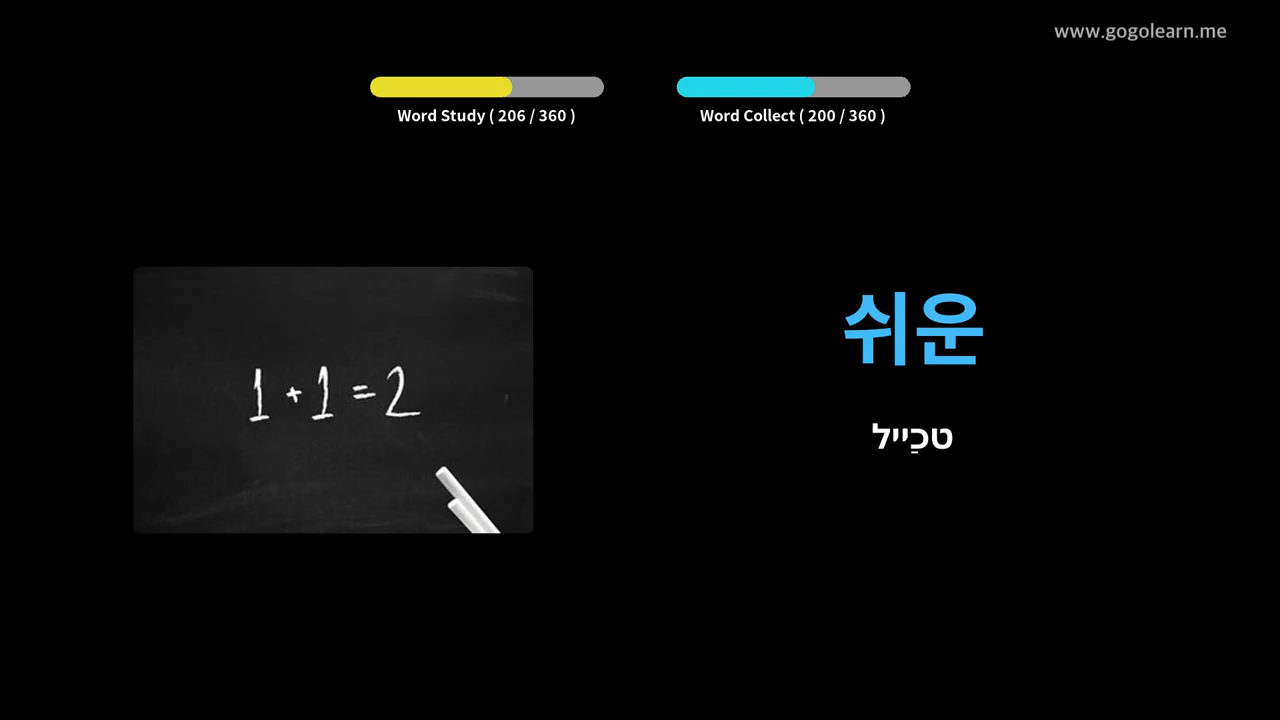 www.gogolearn.me
Word Study ( 206 / 360 )
Word Collect ( 200 / 360 )
1 + 1 = 2
쉬운
טכַייל